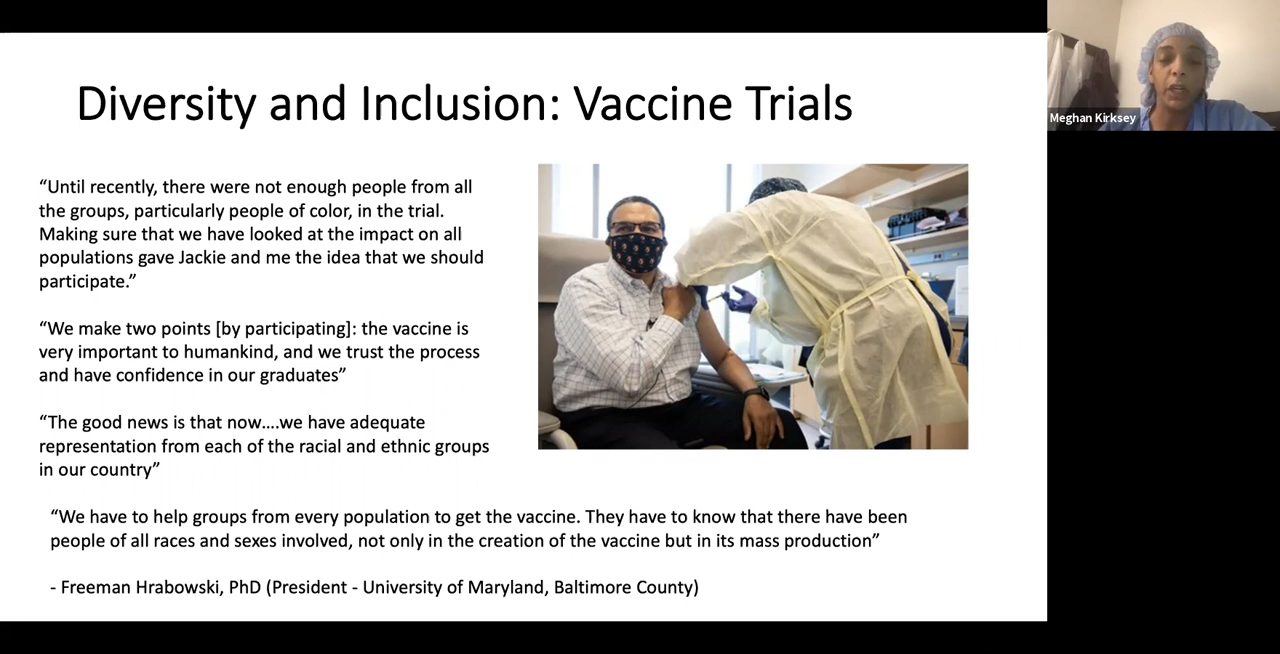 Diversity and Inclusion: Vaccine Trials
Meghan Kirksey
“Until recently, there were not enough people from all
the groups, particularly people of color, in the trial.
Making sure that we have looked at the impact on all
populations gave Jackie and me the idea that we should
participate.”
“We make two points [by participating]: the vaccine is
very important to humankind, and we trust the process
and have confidence in our graduates”
“The good news is that now….we have adequate
representation from each of the racial and ethnic groups
in our country”
“We have to help groups from every population to get the vaccine. They have to know that there have been
people of all races and sexes involved, not only in the creation of the vaccine but in its mass production”
- Freeman Hrabowski, PhD (President - University of Maryland, Baltimore County)